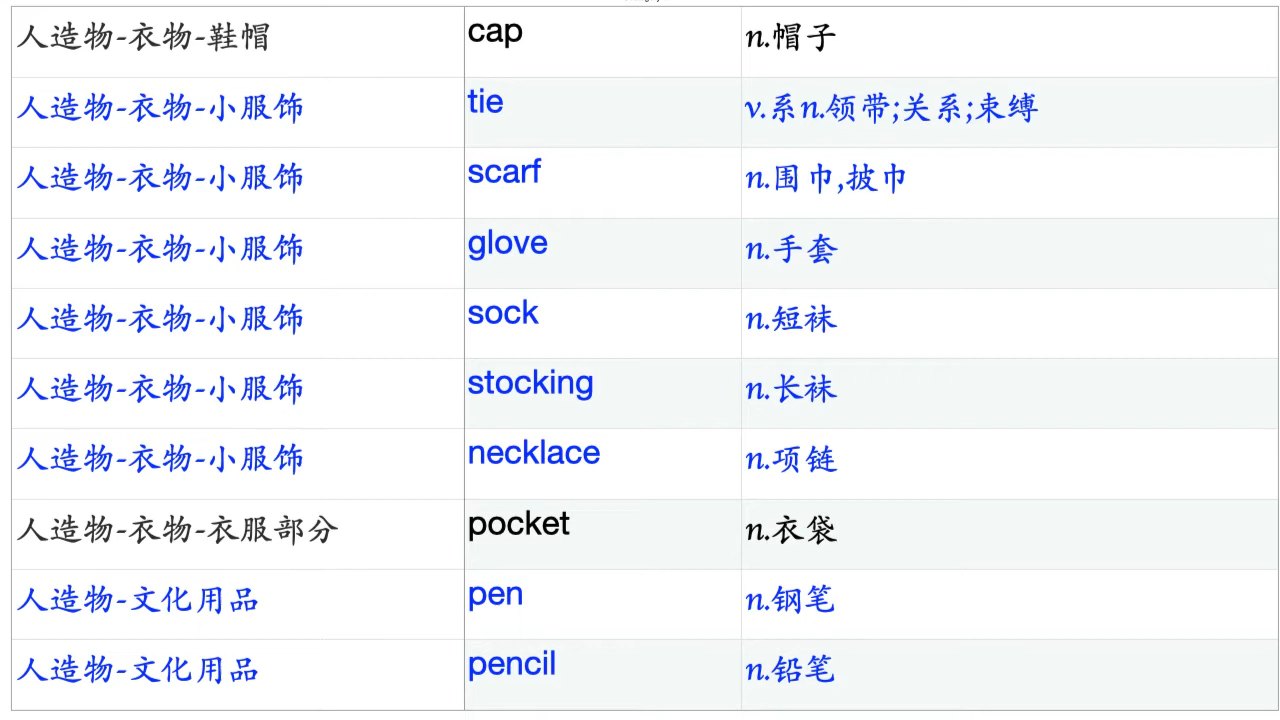 人造物-衣物-鞋帽 cap n.帽子
人造物-衣物-小服饰 tie v.系n.领带;关系;束缚
人造物-衣物-小服饰 scarf n.围巾,披巾
人造物-衣物-小服饰 glove n.手套
人造物-衣物-小服饰 sock n.短袜
人造物-衣物-小服饰 stocking n.长袜
人造物-衣物-小服饰 necklace n.项链
人造物-衣物-衣服部分 pocket n.衣袋
人造物-文化用品 pen n.钢笔
人造物-文化用品 pencil n.铅笔